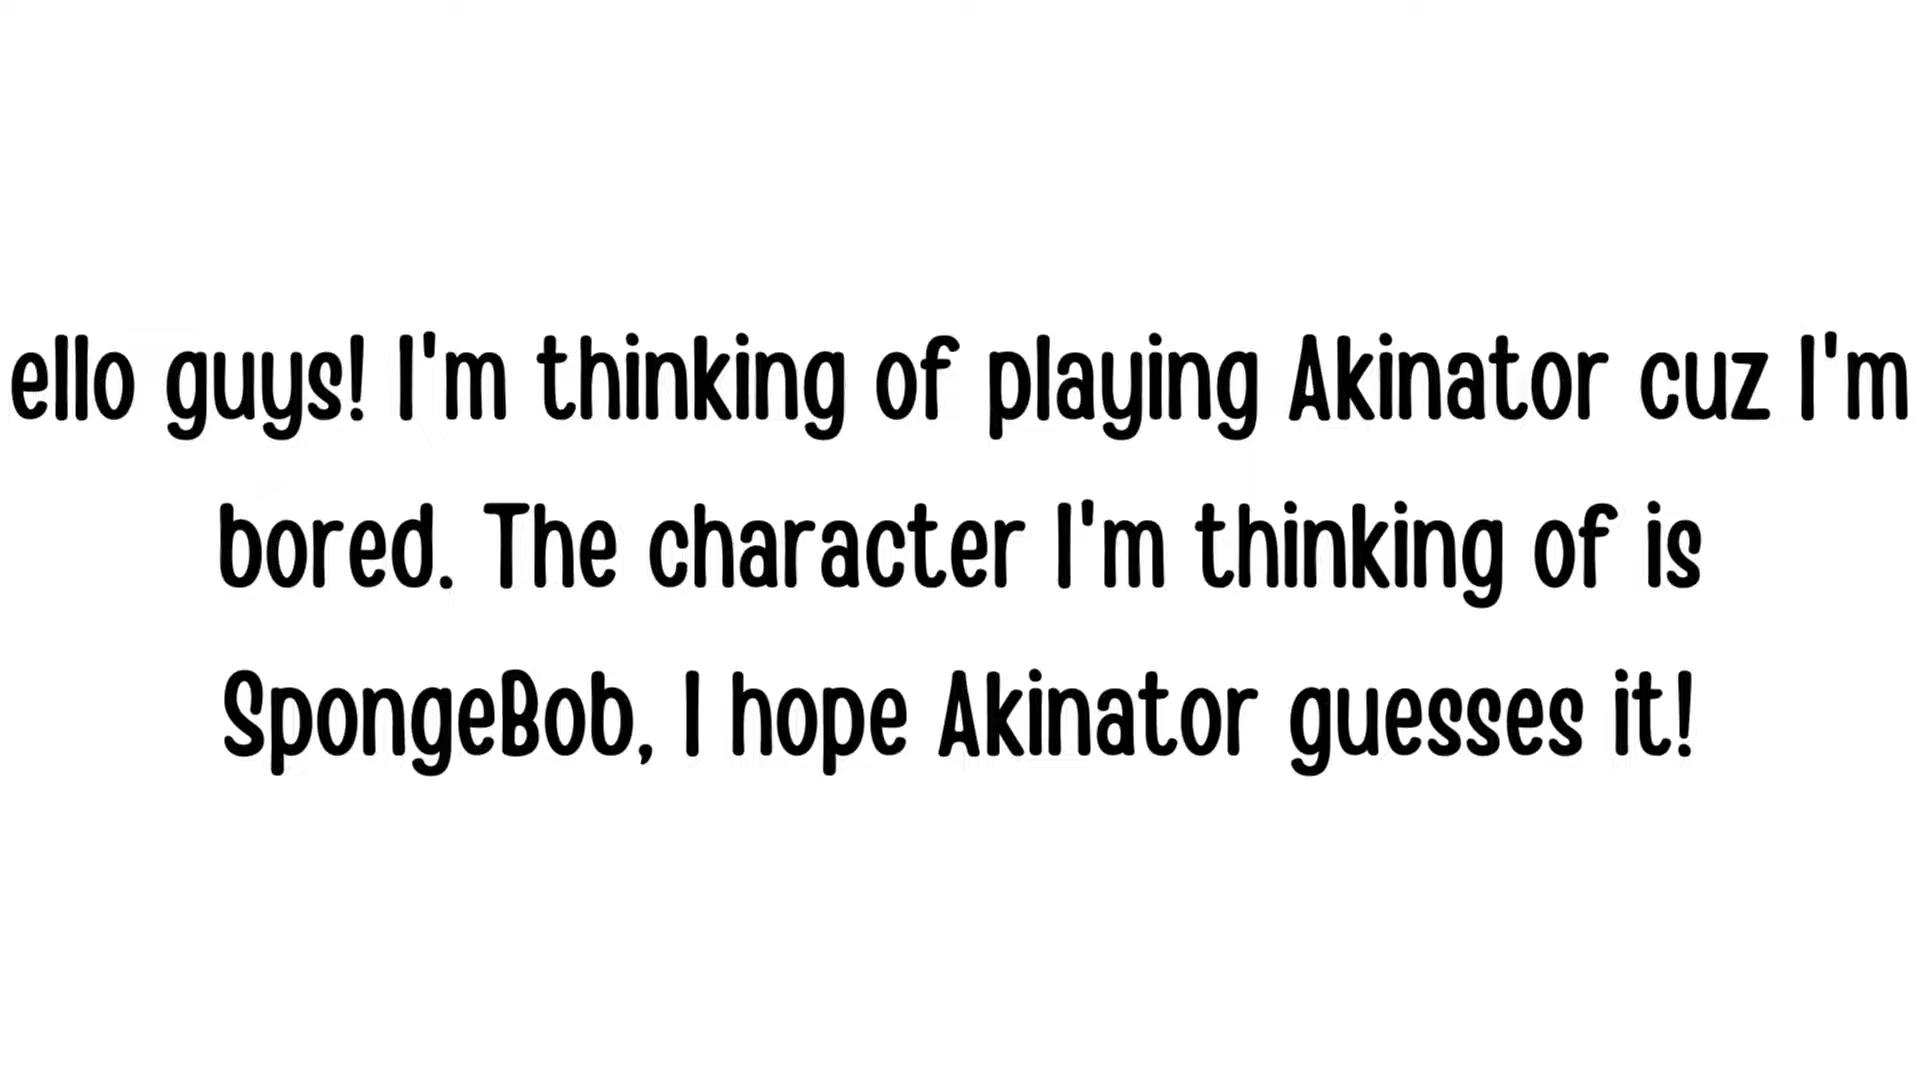 ello guys! I'm thinking of playing Akinator cuz I'm
bored. The character I'm thinking of is
SpongeBob, I hope Akinator guesses it!